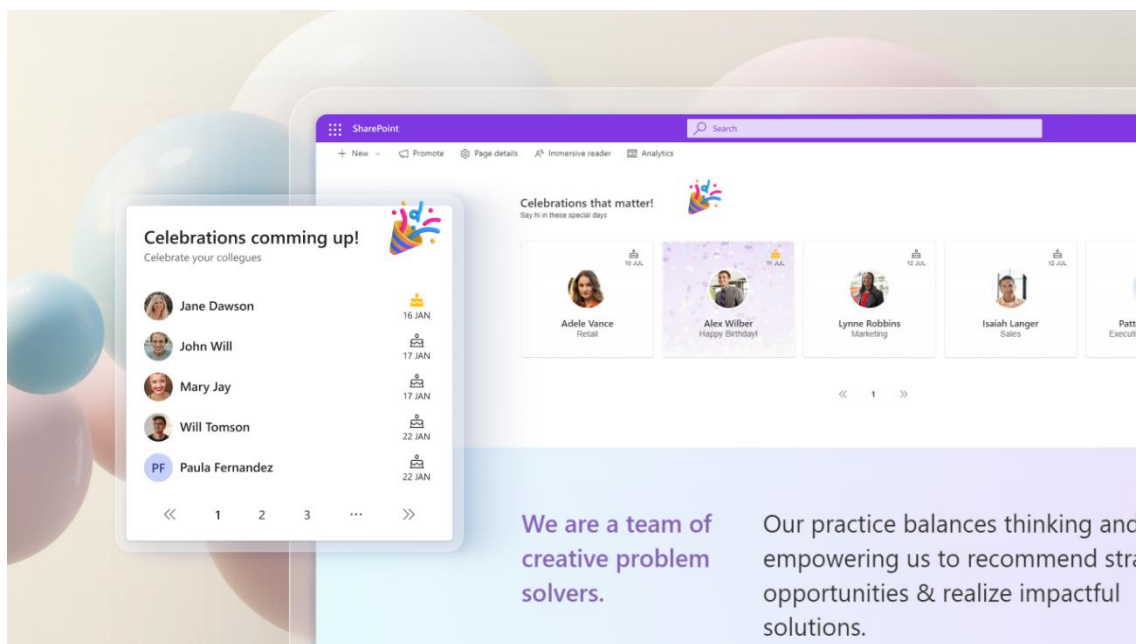 SharePoint
Search
New
Promote
Page details
Immersive reader
Analytics
Celebrations that matter!
Say hi in these special days
10 JUL
Adele Vance
Retail
11 JUL
Alex Wilber
Happy Birthday!
12 JUL
Lynne Robbins
Marketing
12 JUL
Isaiah Langer
Sales
Patt
Executi
1
Celebrations comming up!
Celebrate your collegues
Jane Dawson
16 JAN
John Will
17 JAN
Mary Jay
17 JAN
Will Tomson
22 JAN
PF Paula Fernandez
22 JAN
1 2 3 ...
We are a team of
creative problem
solvers.
Our practice balances thinking and
empowering us to recommend stra
opportunities & realize impactful
solutions.